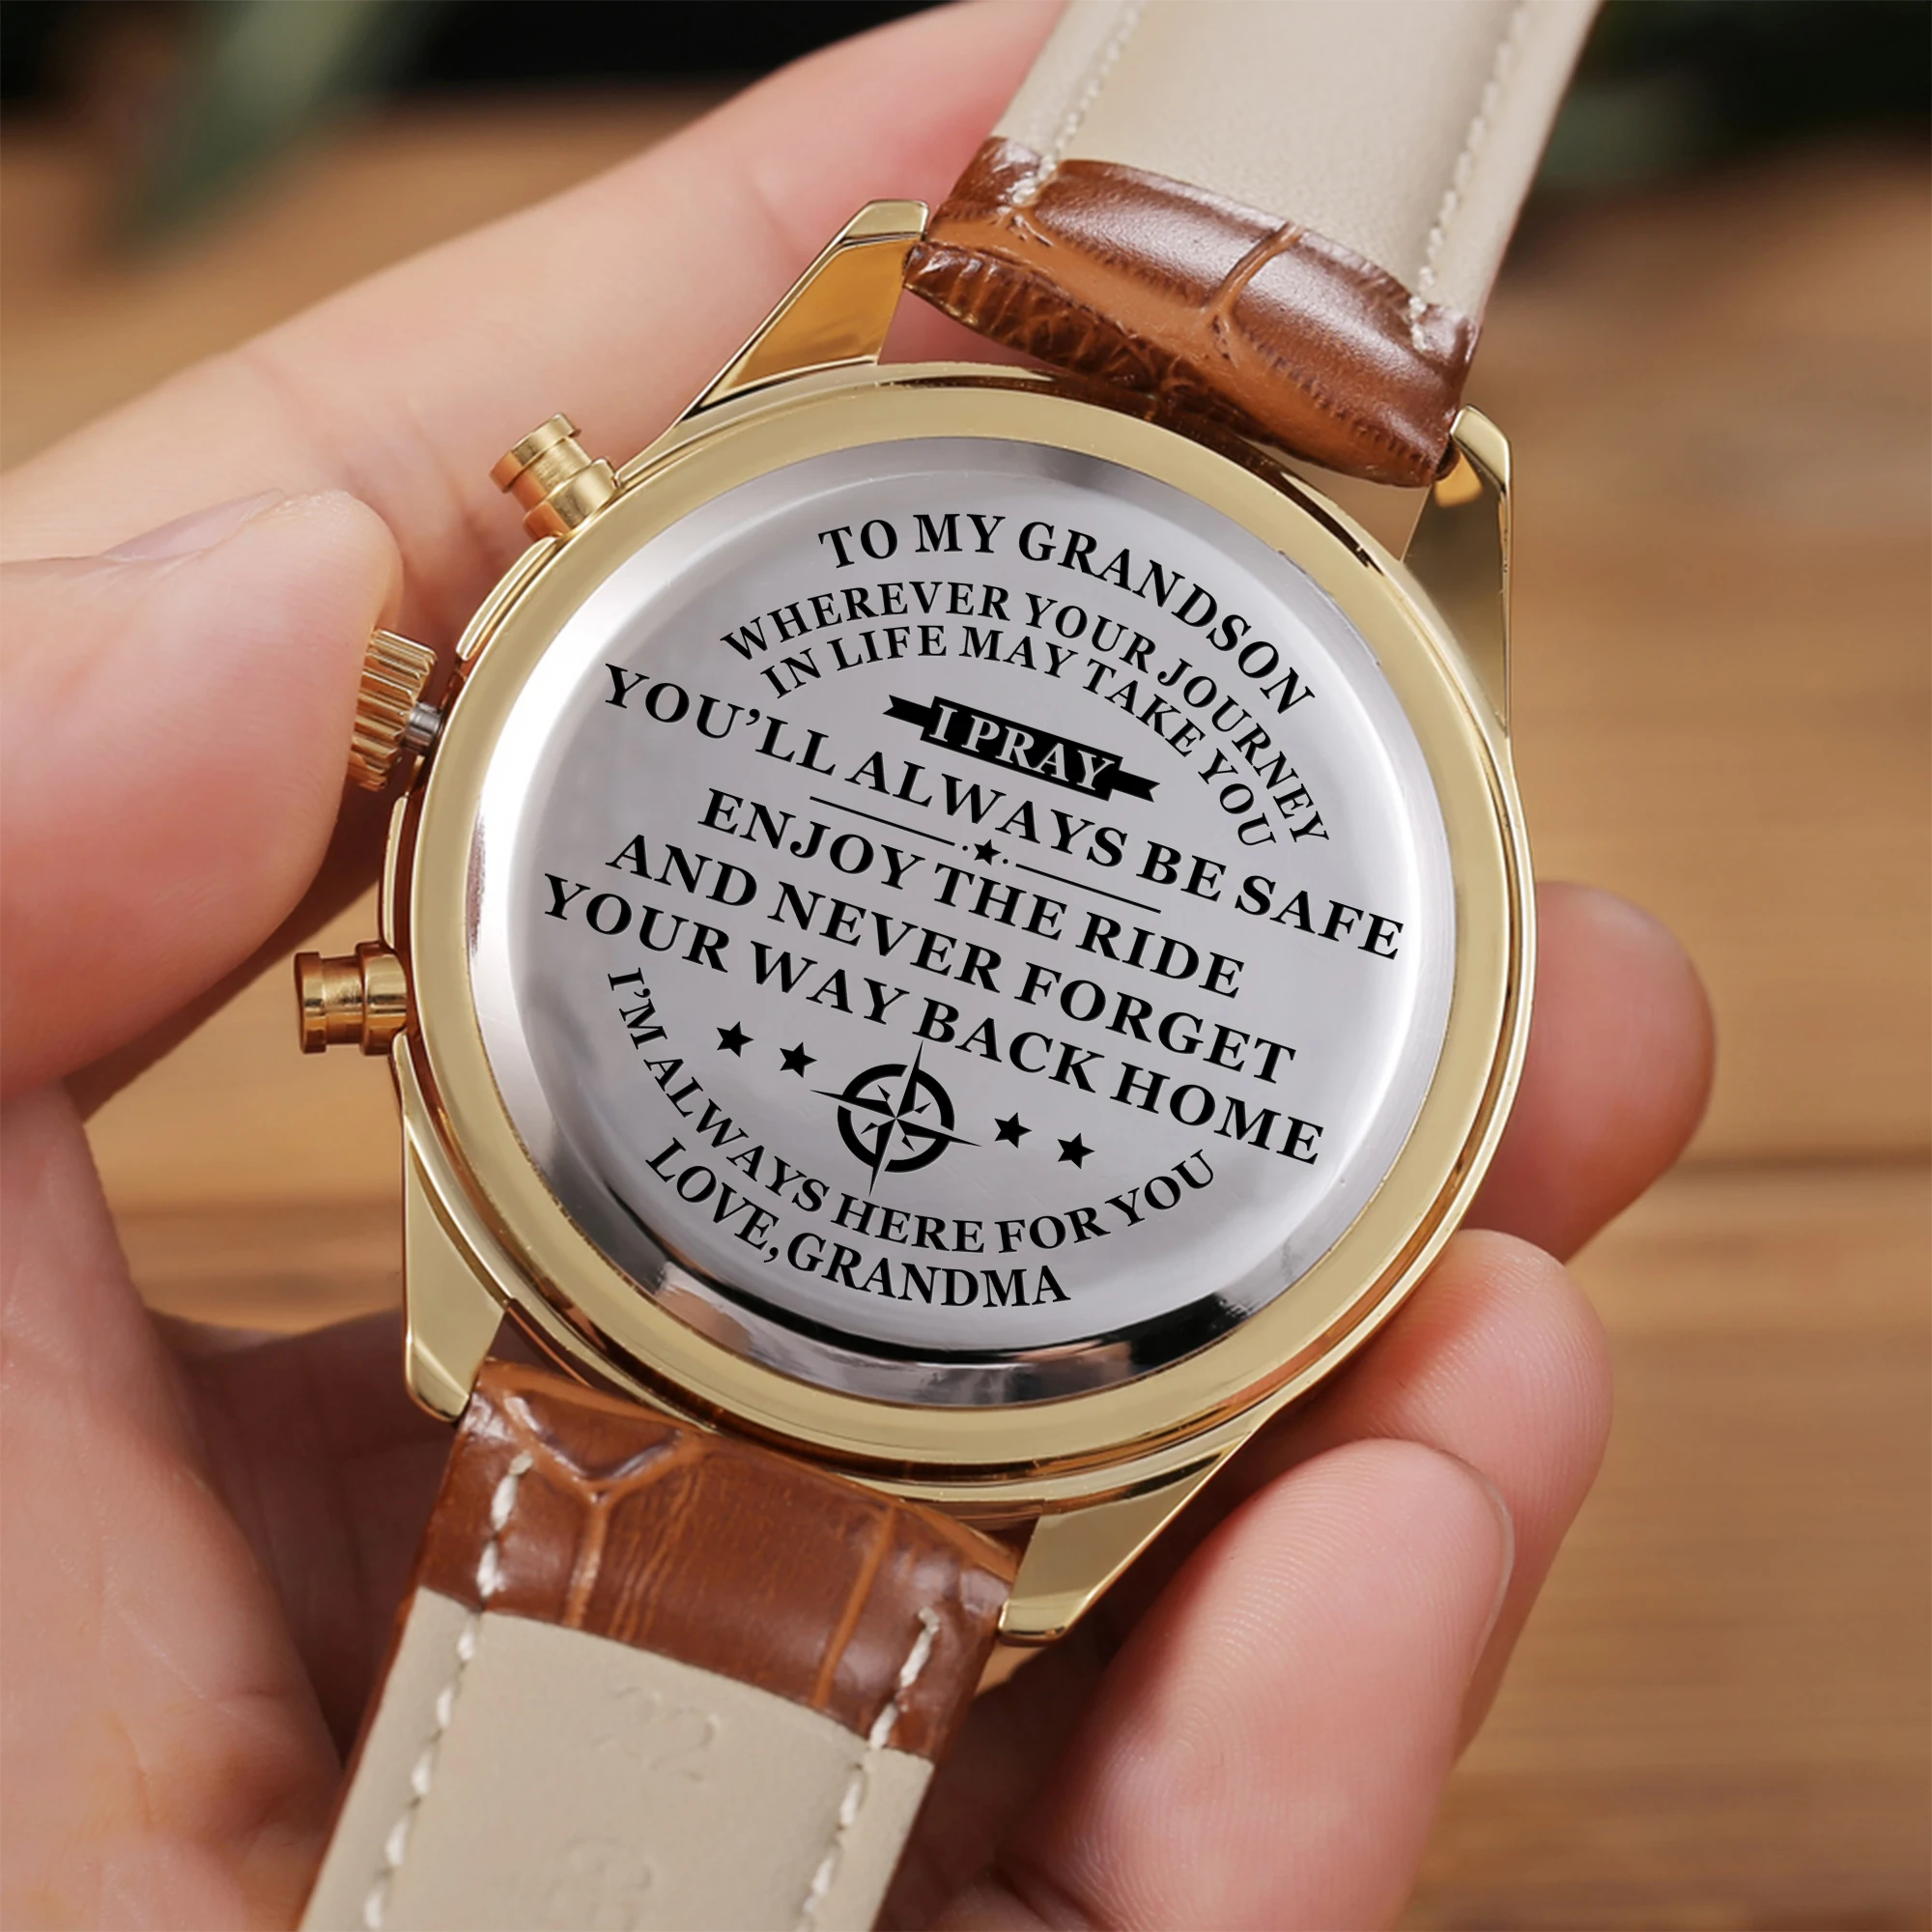 TO MY GRANDSON
WHEREVER YOUR JOURNEY
IN LIFE MAY TAKE YOU
I PRAY
YOU'LL ALWAYS BE SAFE
ENJOY THE RIDE
AND NEVER FORGET
YOUR WAY BACK HOME
I'M ALWAYS HERE FOR YOU
LOVE, GRANDMA
22